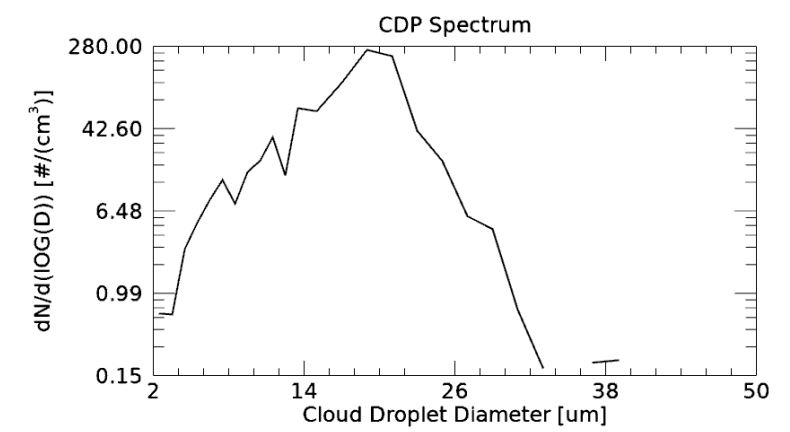 CDP Spectrum
280.00
42.60
6.48
0.99
0.15
dN/d(lOG(D)) [#/(cm³)]
2 14 26 38 50
Cloud Droplet Diameter [um]